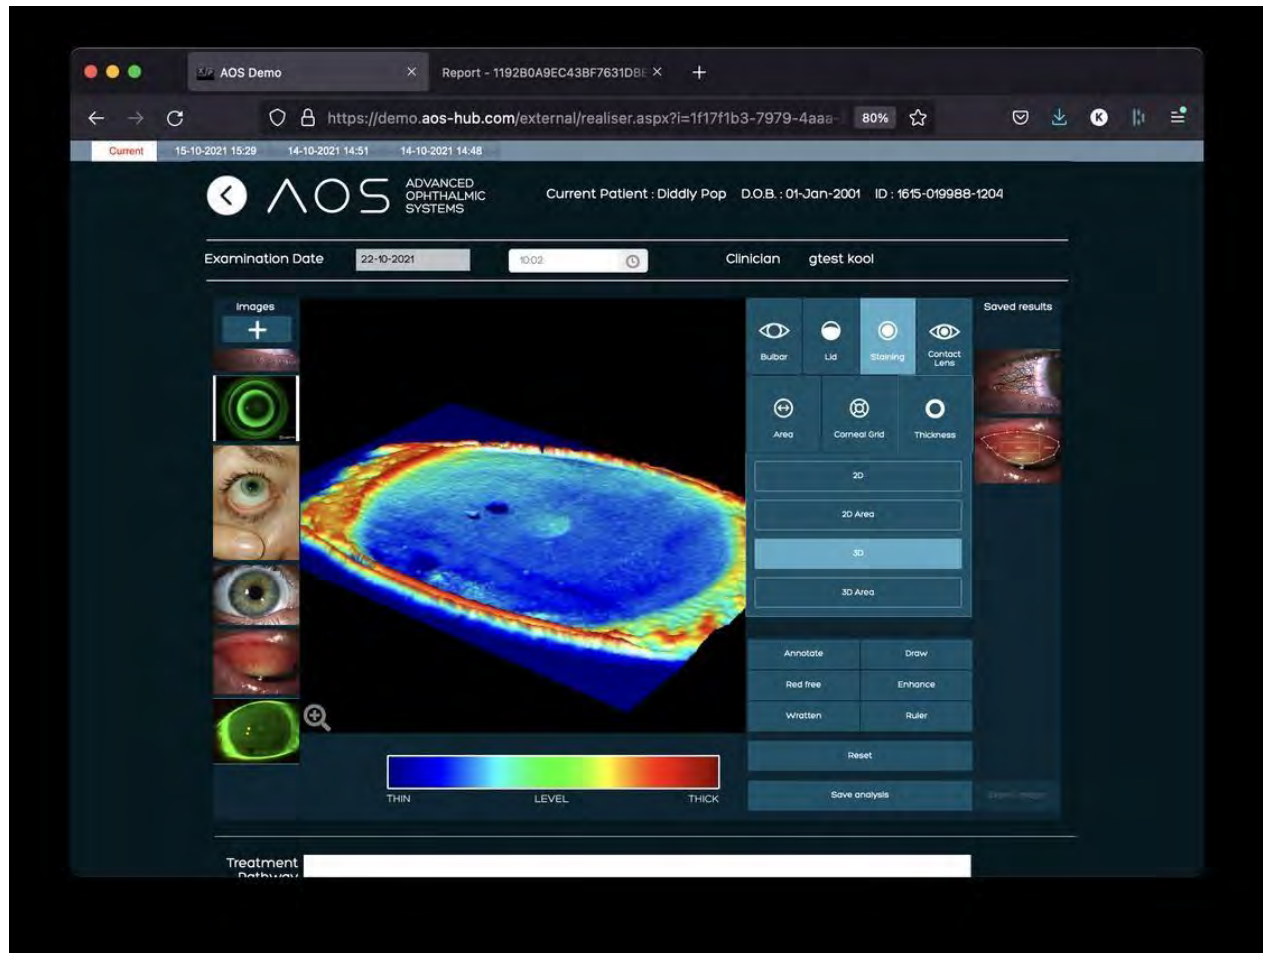 AOS Demo
Report - 1192B0A9EC43BF7631DBE
https://demo.aos-hub.com/external/realiser.aspx?i=1f17f1b3-7979-4aaa-
80%
K
Current 15-10-2021 15:29 14-10-2021 14:51 14-10-2021 14:48
AOS ADVANCED OPHTHALMIC SYSTEMS
Current Patient : Diddly Pop D.O.B. : 01-Jan-2001 ID : 1615-019988-1204
Examination Date 22-10-2021 10:02 Clinician gtest kool
Images
Bulbar Lid Staining Contact Lens
Saved results
Area Corneal Grid Thickness
2D
2D Area
3D
3D Area
Annotate Draw
Red free Enhance
Wratten Ruler
Reset
Save analysis
THIN LEVEL THICK
Treatment
Pathway